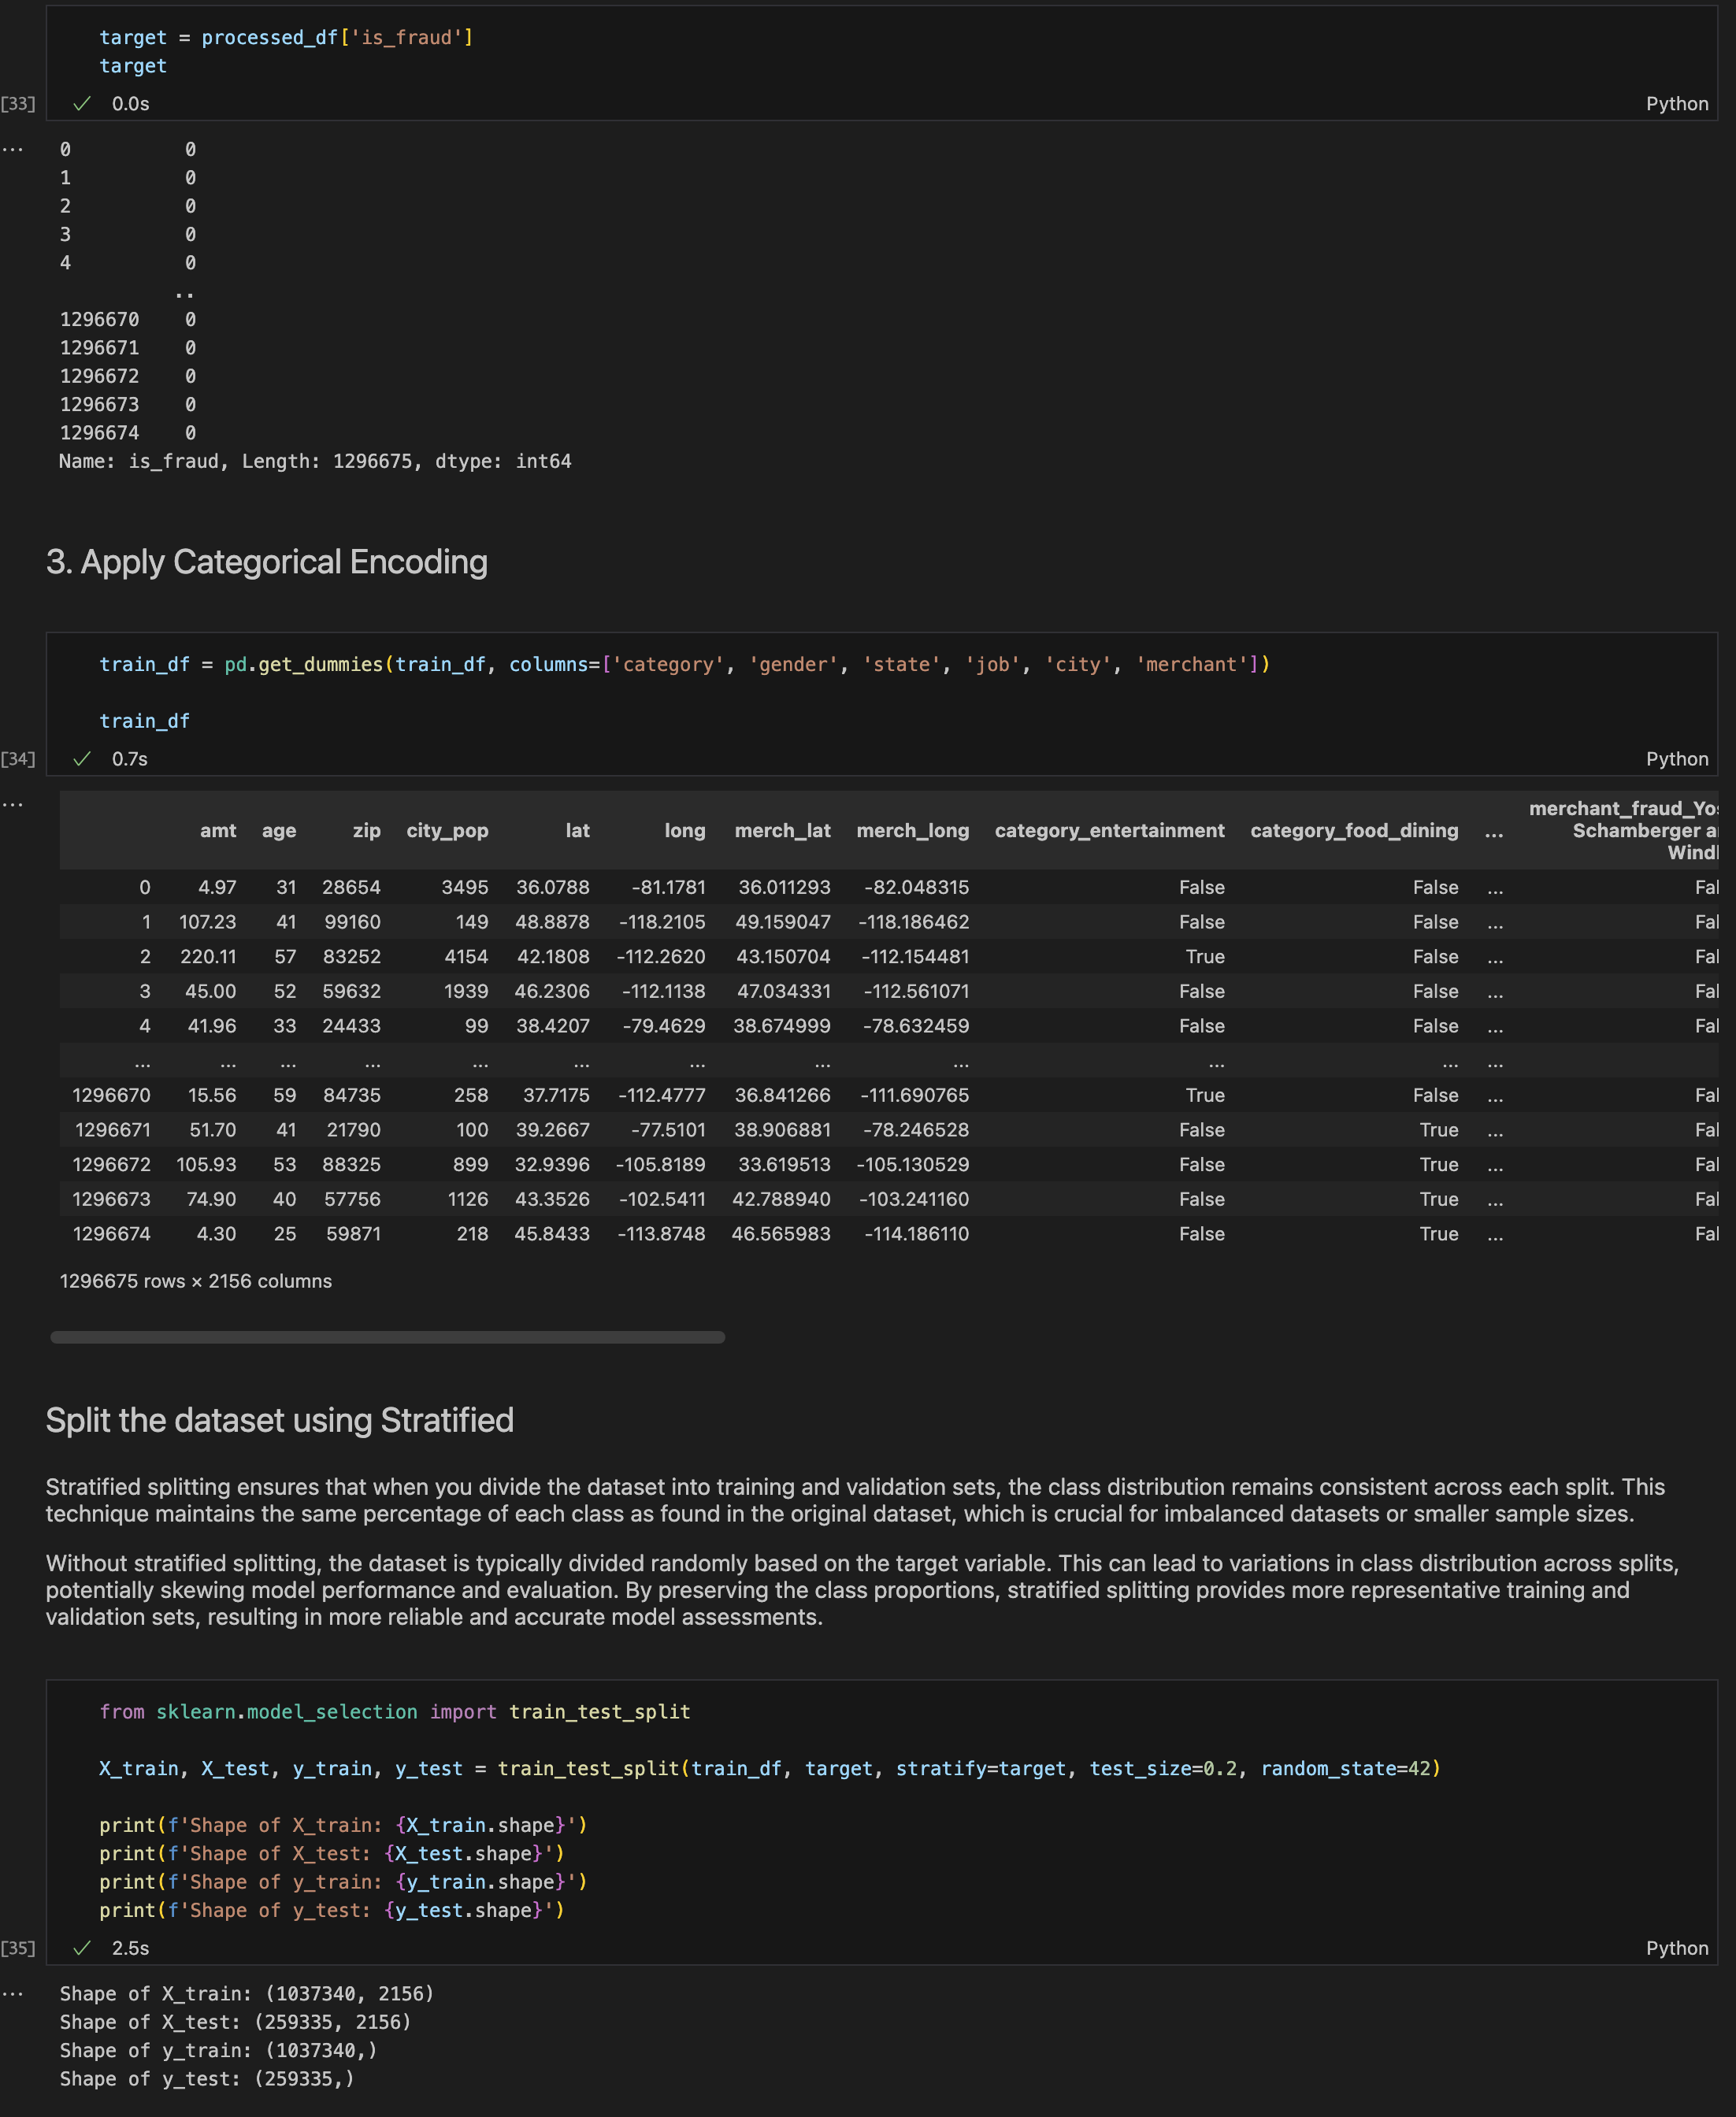 target = processed_df['is_fraud']
target
[33]
0.0s
Python
...
0 0
1 0
2 0
3 0
4 0
..
1296670 0
1296671 0
1296672 0
1296673 0
1296674 0
Name: is_fraud, Length: 1296675, dtype: int64
3. Apply Categorical Encoding
train_df = pd.get_dummies(train_df, columns=['category', 'gender', 'state', 'job', 'city', 'merchant'])
train_df
[34]
0.7s
Python
...
amt age zip city_pop lat long merch_lat merch_long category_entertainment category_food_dining ... merchant_fraud_Yos
Schamberger a
Wind
0 4.97 31 28654 3495 36.0788 -81.1781 36.011293 -82.048315 False False ... Fal
1 107.23 41 99160 149 48.8878 -118.2105 49.159047 -118.186462 False False ... Fal
2 220.11 57 83252 4154 42.1808 -112.2620 43.150704 -112.154481 True False ... Fal
3 45.00 52 59632 1939 46.2306 -112.1138 47.034331 -112.561071 False False ... Fal
4 41.96 33 24433 99 38.4207 -79.4629 38.674999 -78.632459 False False ... Fal
... ... ... ... ... ... ... ... ... ... ... ...
1296670 15.56 59 84735 258 37.7175 -112.4777 36.841266 -111.690765 True False ... Fal
1296671 51.70 41 21790 100 39.2667 -77.5101 38.906881 -78.246528 False True ... Fal
1296672 105.93 53 88325 899 32.9396 -105.8189 33.619513 -105.130529 False True ... Fal
1296673 74.90 40 57756 1126 43.3526 -102.5411 42.788940 -103.241160 False True ... Fal
1296674 4.30 25 59871 218 45.8433 -113.8748 46.565983 -114.186110 False True ... Fal
1296675 rows × 2156 columns
Split the dataset using Stratified
Stratified splitting ensures that when you divide the dataset into training and validation sets, the class distribution remains consistent across each split. This
technique maintains the same percentage of each class as found in the original dataset, which is crucial for imbalanced datasets or smaller sample sizes.
Without stratified splitting, the dataset is typically divided randomly based on the target variable. This can lead to variations in class distribution across splits,
potentially skewing model performance and evaluation. By preserving the class proportions, stratified splitting provides more representative training and
validation sets, resulting in more reliable and accurate model assessments.
from sklearn.model_selection import train_test_split
X_train, X_test, y_train, y_test = train_test_split(train_df, target, stratify=target, test_size=0.2, random_state=42)
print(f'Shape of X_train: {X_train.shape}')
print(f'Shape of X_test: {X_test.shape}')
print(f'Shape of y_train: {y_train.shape}')
print(f'Shape of y_test: {y_test.shape}')
[35]
2.5s
Python
...
Shape of X_train: (1037340, 2156)
Shape of X_test: (259335, 2156)
Shape of y_train: (1037340,)
Shape of y_test: (259335,)